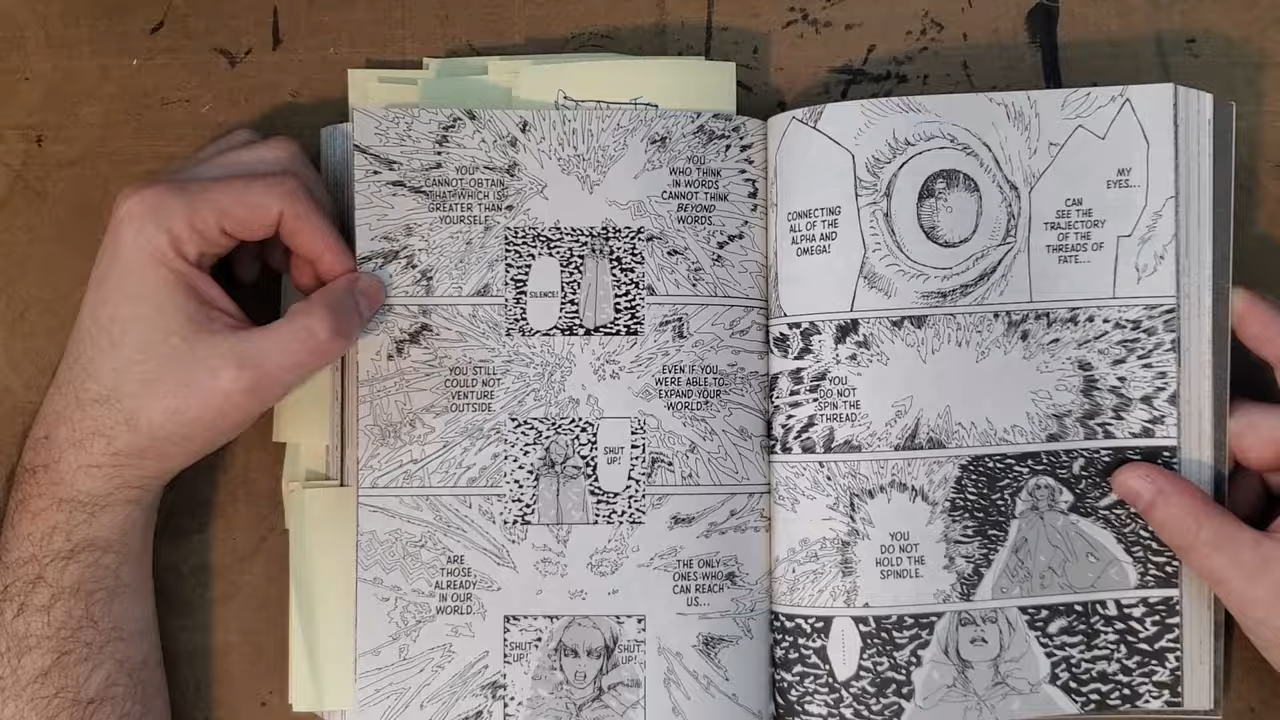 MY
EYES...
CAN
SEE THE
TRAJECTORY
OF THE
THREADS OF
FATE...
CONNECTING
ALL OF THE
ALPHA AND
OMEGA!
YOU
DO NOT
SPIN THE
THREAD.
YOU
DO NOT
HOLD THE
SPINDLE.
........
YOU
WHO THINK
IN WORDS
CANNOT THINK
BEYOND
WORDS.
YOU
CANNOT OBTAIN
THAT WHICH IS
GREATER THAN
YOURSELF.
SILENCE!
EVEN IF YOU
WERE ABLE TO
EXPAND YOUR
WORLD...
YOU STILL
COULD NOT
VENTURE
OUTSIDE.
SHUT
UP!
THE ONLY
ONES WHO
CAN REACH
US...
ARE
THOSE
ALREADY
IN OUR
WORLD.
SHUT
UP!
SHUT
UP!